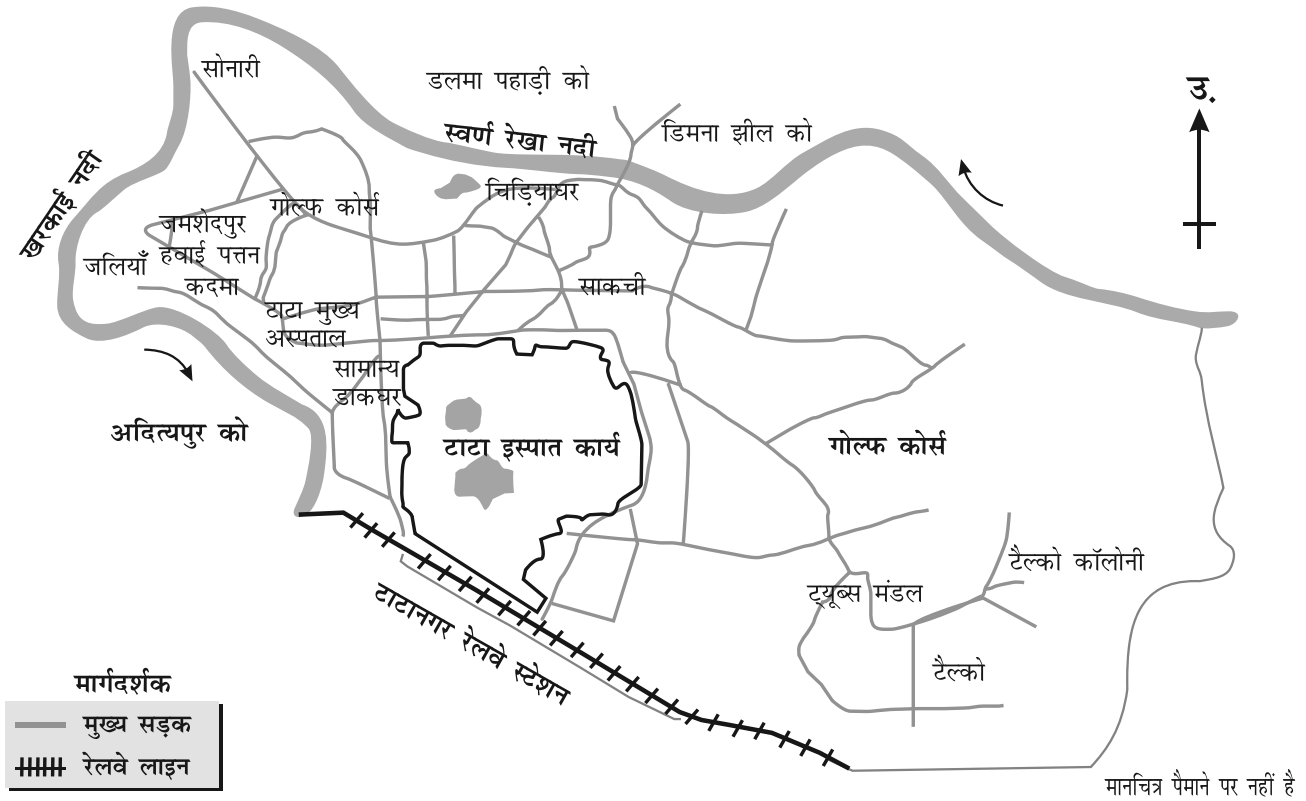 सोनारी
डलमा पहाड़ी को
उ.
स्वर्ण रेखा नदी
डिमना झील को
खरकाई नदी
चिड़ियाघर
गोल्फ कोर्स
जमशेदपुर
हवाई पत्तन
जलियाँ
कदमा
साकची
टाटा मुख्य
अस्पताल
सामान्य
डाकघर
अदित्यपुर को
टाटा इस्पात कार्य
गोल्फ कोर्स
टैल्को कॉलोनी
ट्यूब्स मंडल
टाटानगर रेलवे स्टेशन
टैल्को
मार्गदर्शक
मुख्य सड़क
रेलवे लाइन
मानचित्र पैमाने पर नहीं है